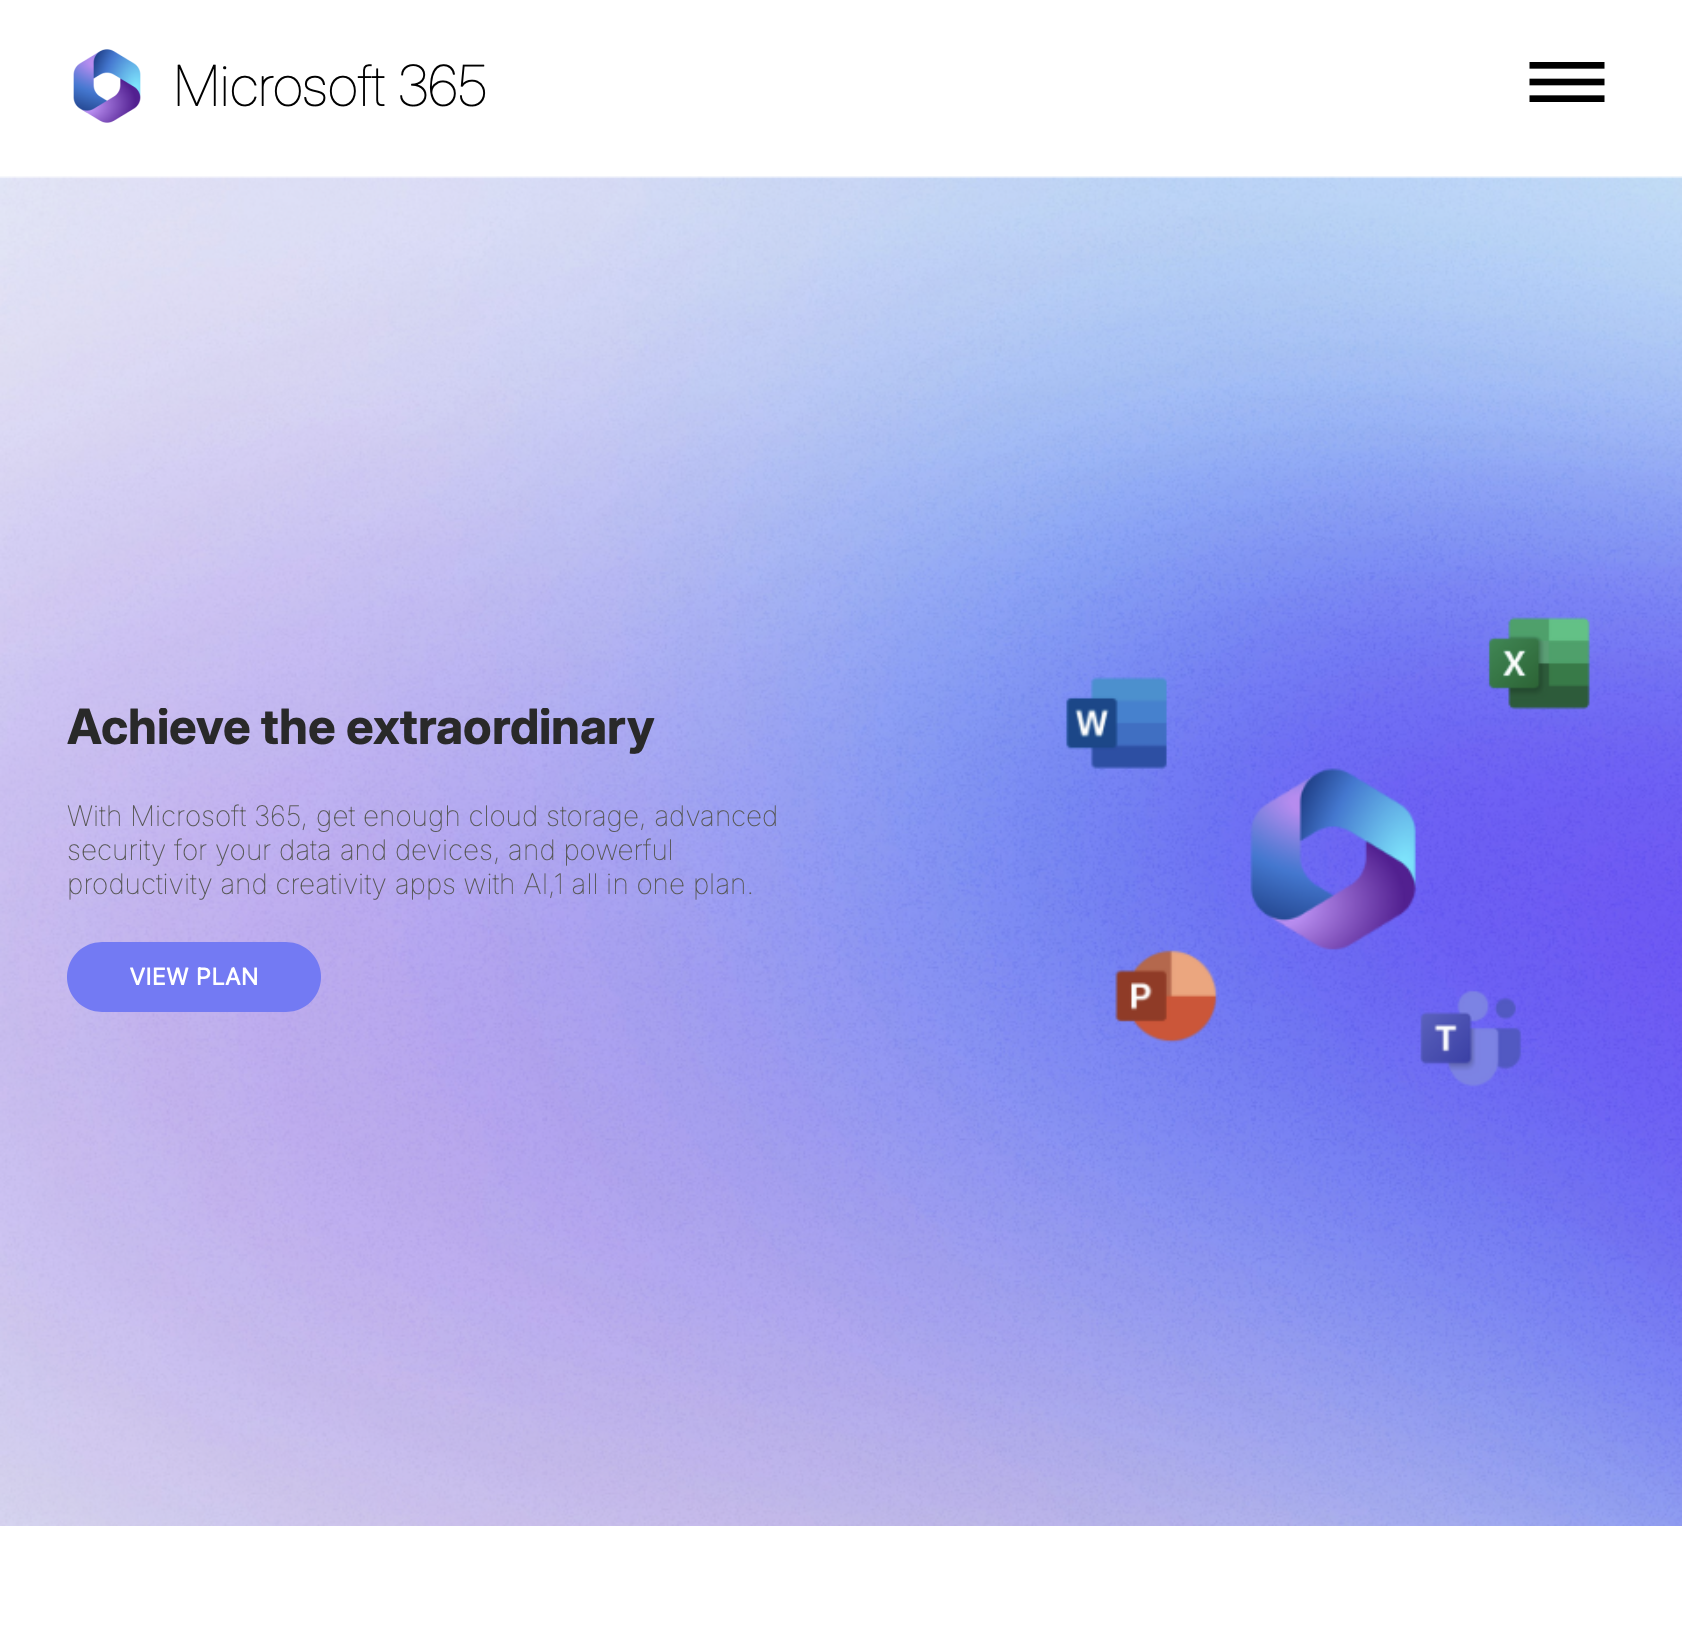 Microsoft 365
Achieve the extraordinary
With Microsoft 365, get enough cloud storage, advanced
security for your data and devices, and powerful
productivity and creativity apps with AI,1 all in one plan.
VIEW PLAN
X
W
P
T